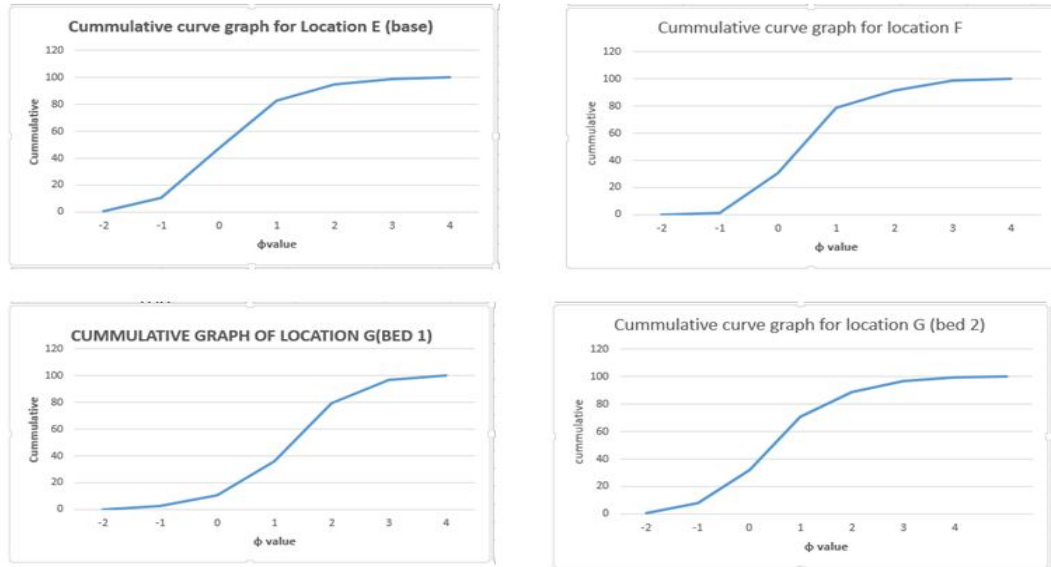 Cummulative curve graph for Location E (base)
120
100
80
60
40
20
0
Cummulative
-2 -1 0 1 2 3 4
ϕvalue
Cummulative curve graph for location F
120
100
80
60
40
20
0
cummulative
-2 -1 0 1 2 3 4
ϕ value
CUMMULATIVE GRAPH OF LOCATION G(BED 1)
120
100
80
60
40
20
0
Cummulative
-2 -1 0 1 2 3 4
ϕ value
Cummulative curve graph for location G (bed 2)
120
100
80
60
40
20
0
cummulative
-2 -1 0 1 2 3 4
ϕ value